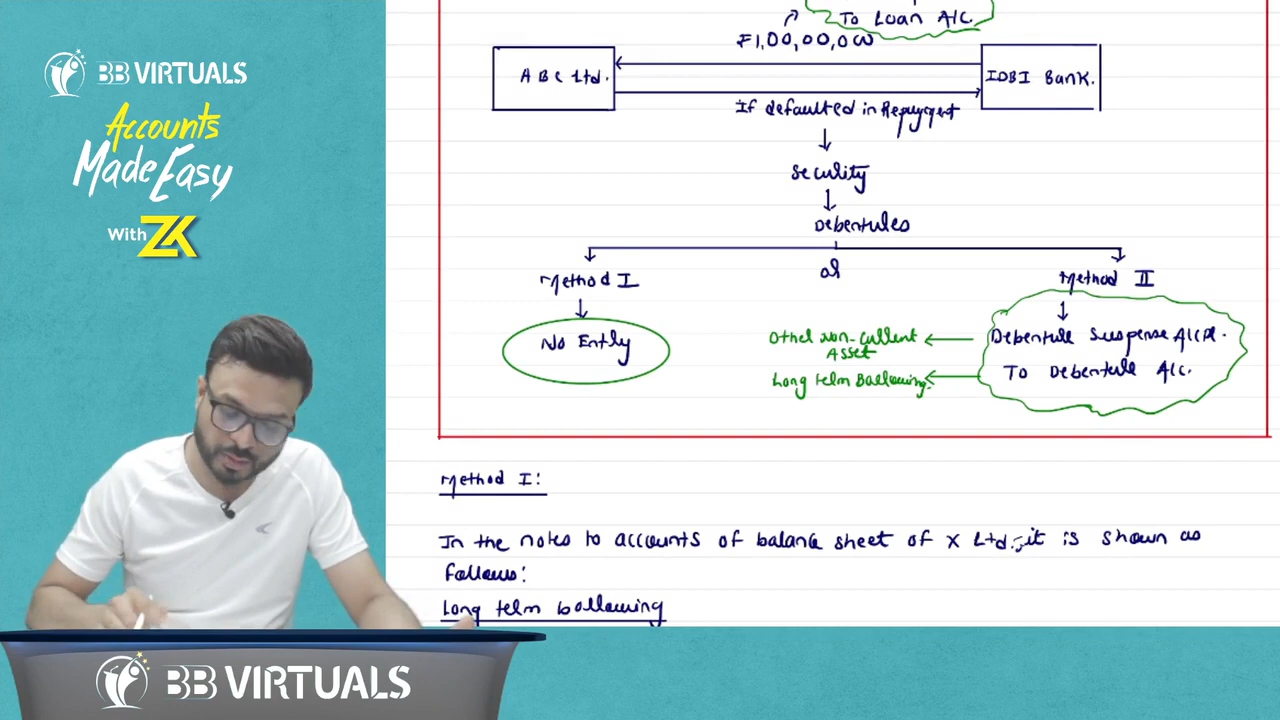 BB VIRTUALS
Accounts
Made Easy
With ZK
To Loan A/c.
₹1,00,00,000
ABC Ltd.
IDBI Bank.
If defaulted in Repayment
Security
Debentures
Method I
or
Method II
No Entry
Other Non-current
Asset
Debenture Suspense A/c Dr.
Long term Borrowing.
To Debenture A/c.
Method I:
In the notes to accounts of balance sheet of X Ltd., it is shown as
follows:
Long term borrowing
BB VIRTUALS